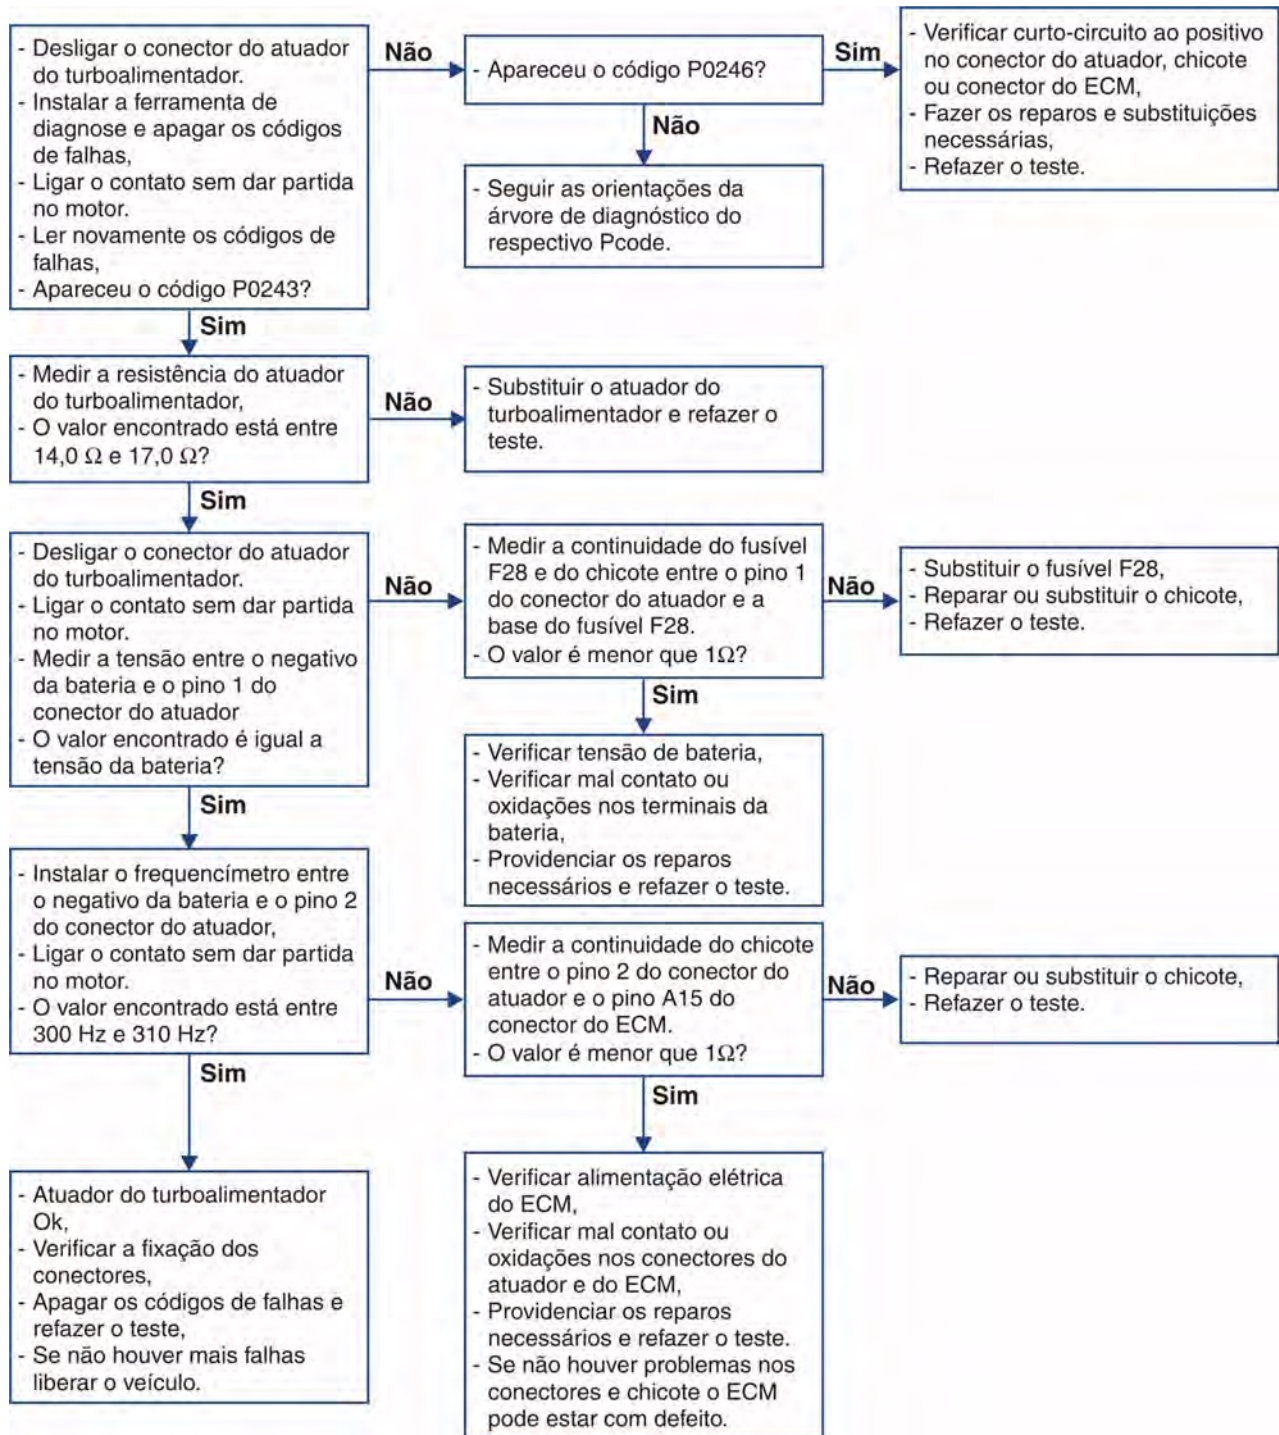 - Desligar o conector do atuador
do turboalimentador.
- Instalar a ferramenta de
diagnose e apagar os códigos
de falhas,
- Ligar o contato sem dar partida
no motor.
- Ler novamente os códigos de
falhas,
- Apareceu o código P0243?
Não
- Apareceu o código P0246?
Sim
- Verificar curto-circuito ao positivo
no conector do atuador, chicote
ou conector do ECM,
- Fazer os reparos e substituições
necessárias,
- Refazer o teste.
Não
- Seguir as orientações da
árvore de diagnóstico do
respectivo Pcode.
Sim
- Medir a resistência do atuador
do turboalimentador,
- O valor encontrado está entre
14,0 Ω e 17,0 Ω?
Não
- Substituir o atuador do
turboalimentador e refazer o
teste.
Sim
- Desligar o conector do atuador
do turboalimentador.
- Ligar o contato sem dar partida
no motor.
- Medir a tensão entre o negativo
da bateria e o pino 1 do
conector do atuador
- O valor encontrado é igual a
tensão da bateria?
Não
- Medir a continuidade do fusível
F28 e do chicote entre o pino 1
do conector do atuador e a
base do fusível F28.
- O valor é menor que 1Ω?
Não
- Substituir o fusível F28,
- Reparar ou substituir o chicote,
- Refazer o teste.
Sim
- Verificar tensão de bateria,
- Verificar mal contato ou
oxidações nos terminais da
bateria,
- Providenciar os reparos
necessários e refazer o teste.
Sim
- Instalar o frequencímetro entre
o negativo da bateria e o pino 2
do conector do atuador,
- Ligar o contato sem dar partida
no motor.
- O valor encontrado está entre
300 Hz e 310 Hz?
Não
- Medir a continuidade do chicote
entre o pino 2 do conector do
atuador e o pino A15 do
conector do ECM.
- O valor é menor que 1Ω?
Não
- Reparar ou substituir o chicote,
- Refazer o teste.
Sim
- Atuador do turboalimentador
Ok,
- Verificar a fixação dos
conectores,
- Apagar os códigos de falhas e
refazer o teste,
- Se não houver mais falhas
liberar o veículo.
Sim
- Verificar alimentação elétrica
do ECM,
- Verificar mal contato ou
oxidações nos conectores do
atuador e do ECM,
- Providenciar os reparos
necessários e refazer o teste.
- Se não houver problemas nos
conectores e chicote o ECM
pode estar com defeito.